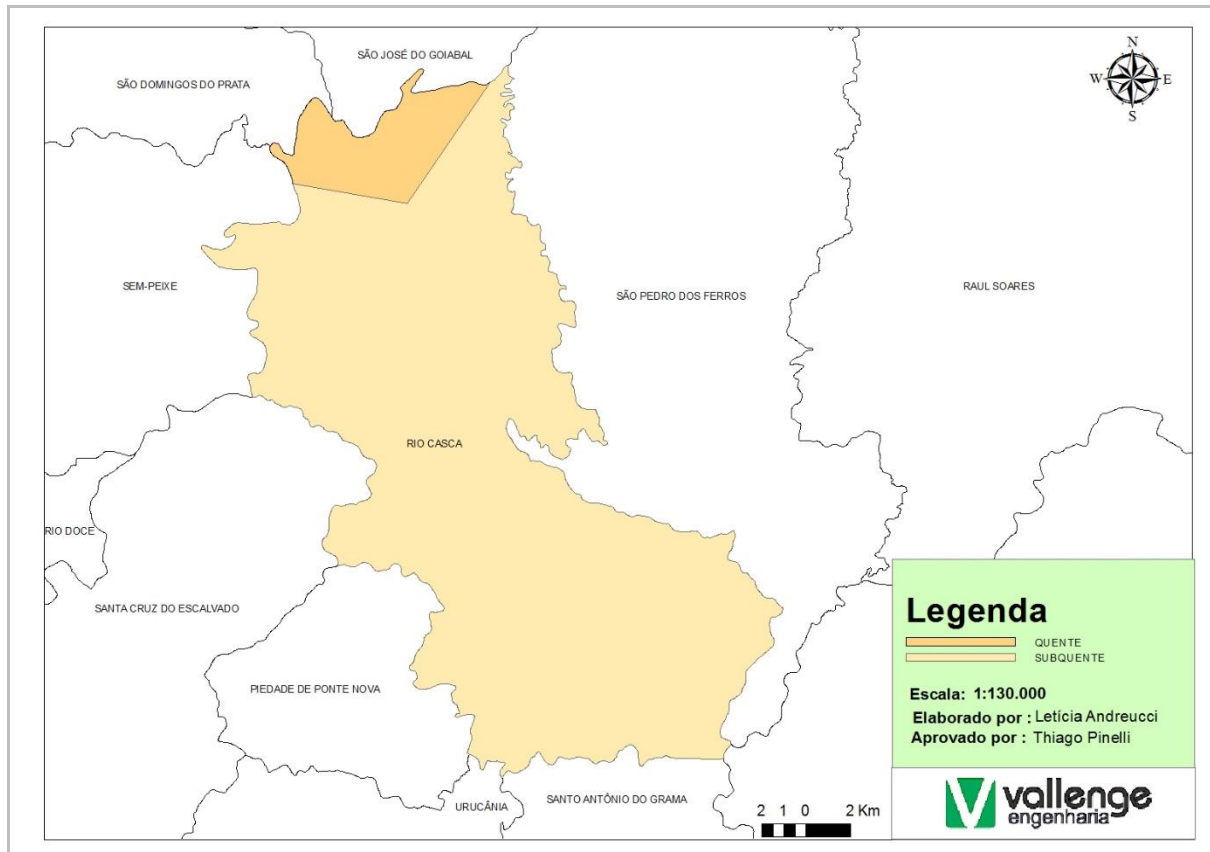 SÃO JOSÉ DO GOIABAL
N
SÃO DOMINGOS DO PRATA
W
E
S
SEM-PEIXE
SÃO PEDRO DOS FERROS
RAUL SOARES
RIO CASCA
RIO DOCE
SANTA CRUZ DO ESCALVADO
PIEDADE DE PONTE NOVA
URUCÂNIA
SANTO ANTÔNIO DO GRAMA
2 1 0 2 Km
Legenda
QUENTE
SUBQUENTE
Escala: 1:130.000
Elaborado por : Letícia Andreucci
Aprovado por : Thiago Pinelli
vallenge
engenharia